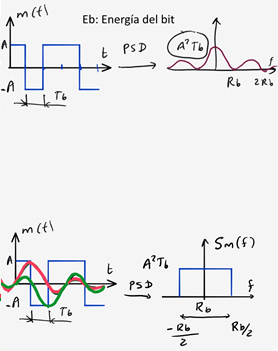 m(t) Eb: Energía del bit
A t PSD A²Tb
-A Tb Rb 2Rb f
m(t) Sm(f)
A t PSD A²Tb f
-A Tb -Rb/2 Rb Rb/2